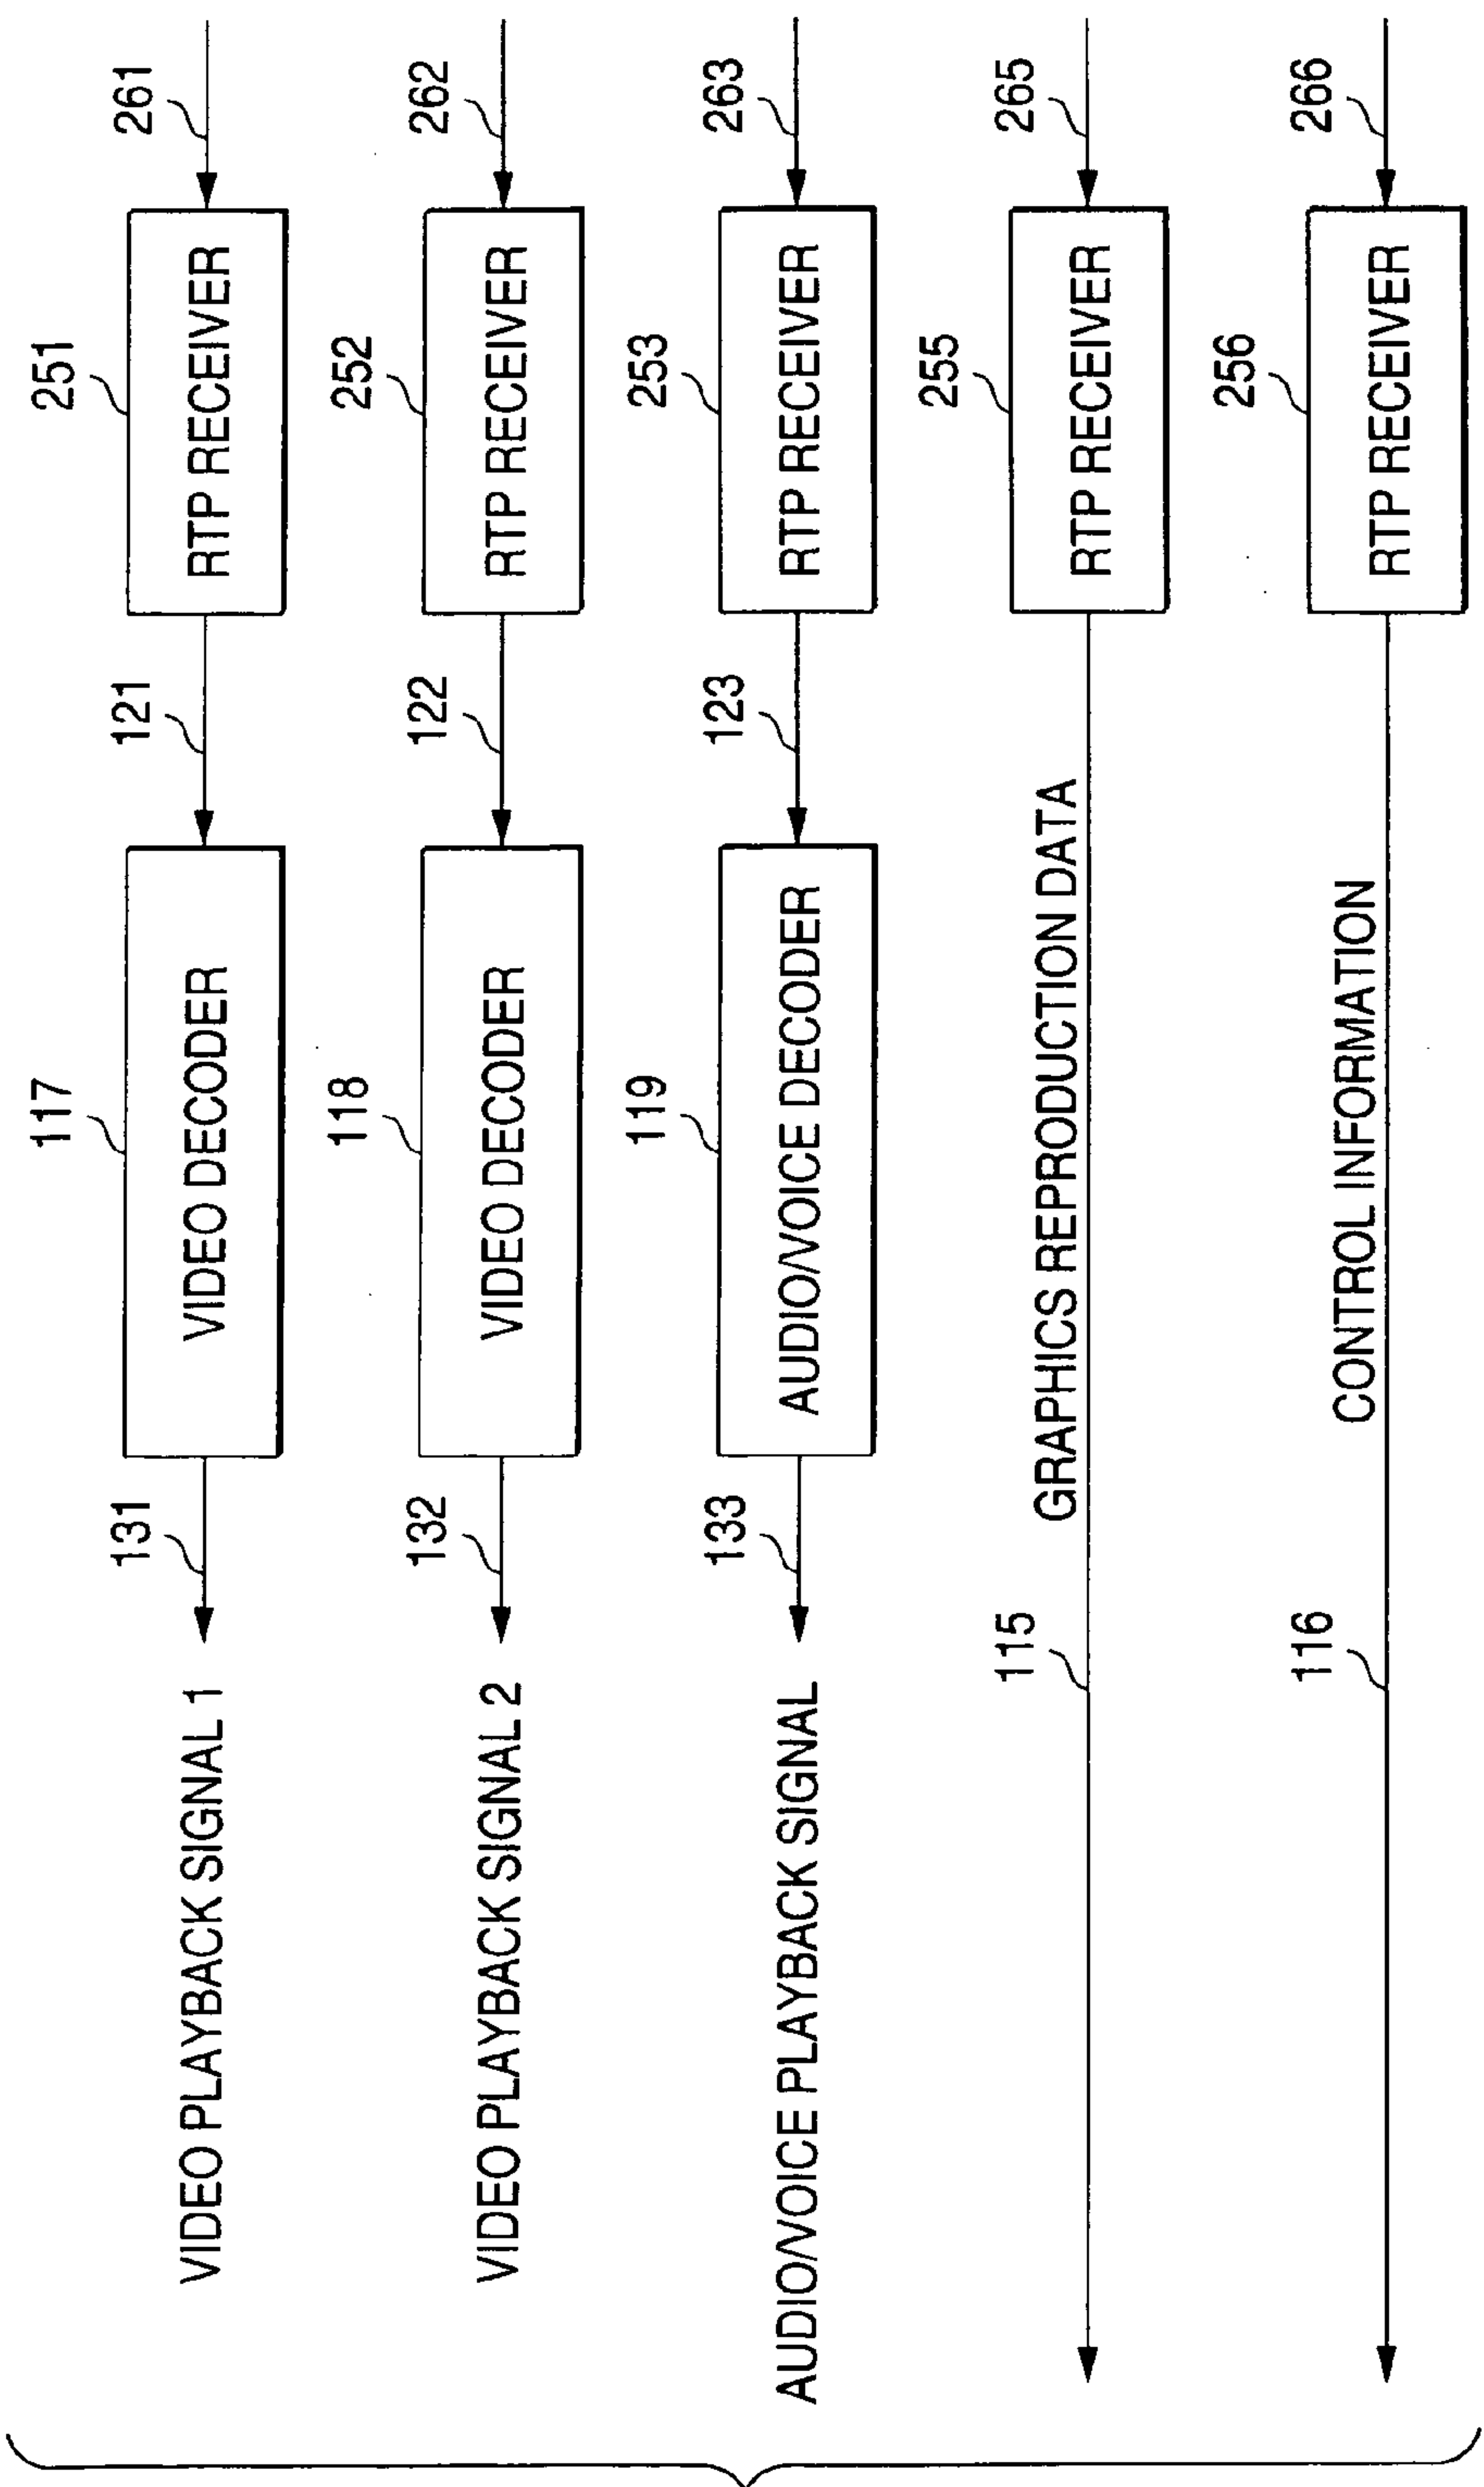 261
262
263
265
266
251
RTP RECEIVER
252
RTP RECEIVER
253
RTP RECEIVER
255
RTP RECEIVER
256
RTP RECEIVER
121
122
123
117
VIDEO DECODER
118
VIDEO DECODER
119
AUDIO/VOICE DECODER
GRAPHICS REPRODUCTION DATA
CONTROL INFORMATION
131
132
133
115
116
VIDEO PLAYBACK SIGNAL 1
VIDEO PLAYBACK SIGNAL 2
AUDIO/VOICE PLAYBACK SIGNAL